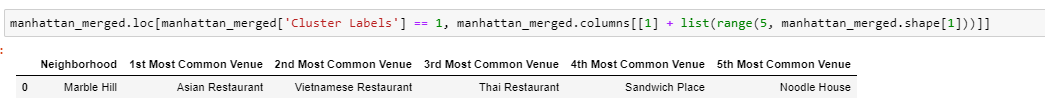 manhattan_merged.loc[manhattan_merged['Cluster Labels'] == 1, manhattan_merged.columns[[1] + list(range(5, manhattan_merged.shape[1]))]]
:
Neighborhood 1st Most Common Venue 2nd Most Common Venue 3rd Most Common Venue 4th Most Common Venue 5th Most Common Venue
0 Marble Hill Asian Restaurant Vietnamese Restaurant Thai Restaurant Sandwich Place Noodle House